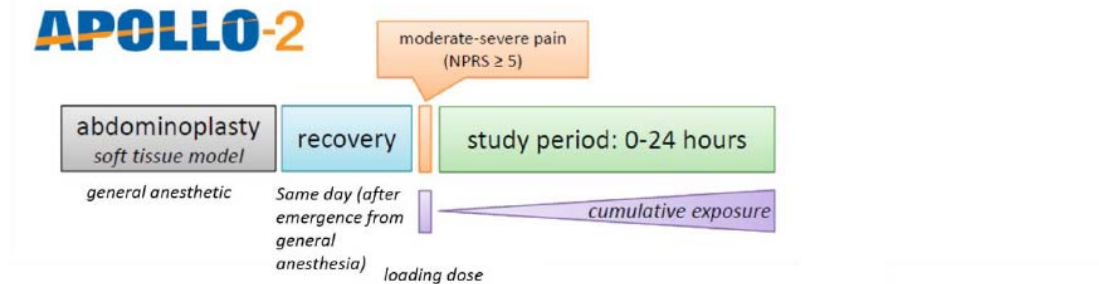 APOLLO-2
moderate-severe pain
(NPRS ≥ 5)
abdominoplasty
soft tissue model
recovery
study period: 0-24 hours
general anesthetic
Same day (after
emergence from
general
anesthesia)
cumulative exposure
loading dose